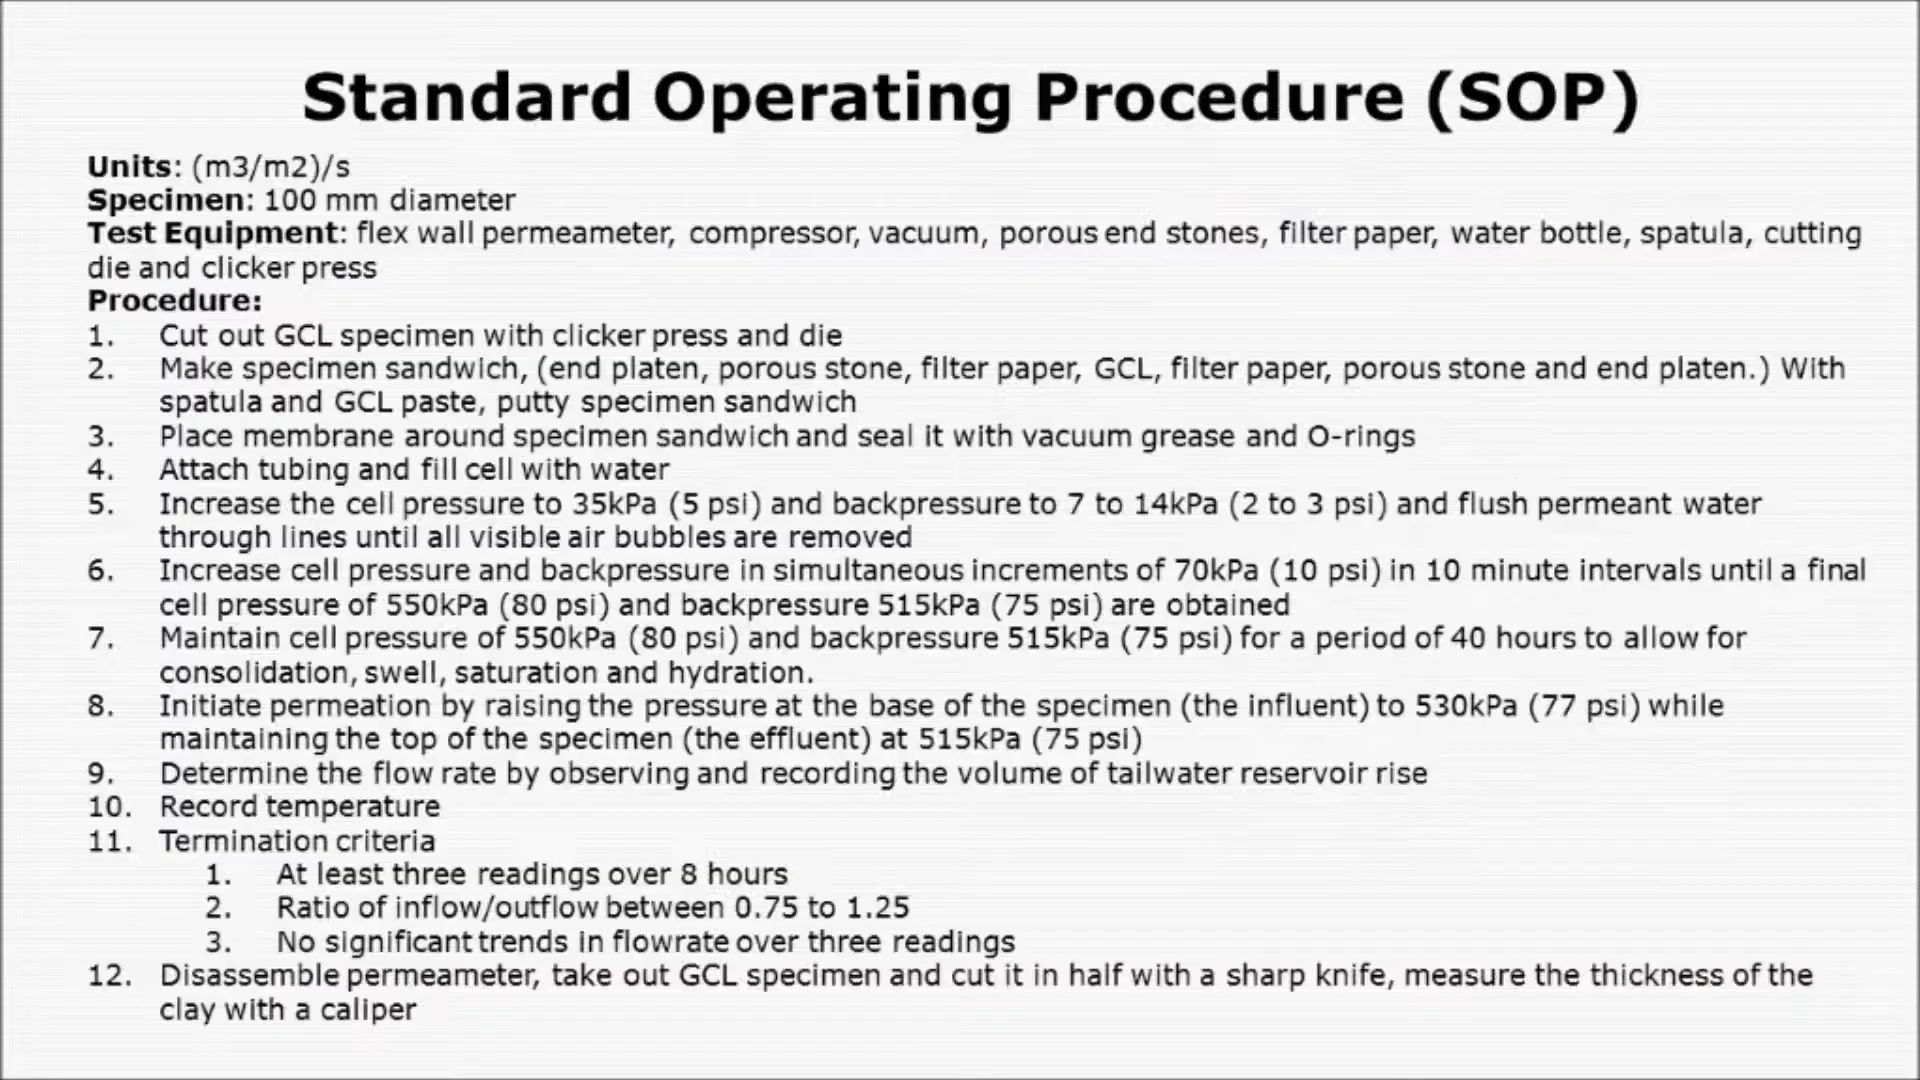 Standard Operating Procedure (SOP)
Units: (m3/m2)/s
Specimen: 100 mm diameter
Test Equipment: flex wall permeameter, compressor, vacuum, porous end stones, filter paper, water bottle, spatula, cutting
die and clicker press
Procedure:
1. Cut out GCL specimen with clicker press and die
2. Make specimen sandwich, (end platen, porous stone, filter paper, GCL, filter paper, porous stone and end platen.) With
spatula and GCL paste, putty specimen sandwich
3. Place membrane around specimen sandwich and seal it with vacuum grease and O-rings
4. Attach tubing and fill cell with water
5. Increase the cell pressure to 35kPa (5 psi) and backpressure to 7 to 14kPa (2 to 3 psi) and flush permeant water
through lines until all visible air bubbles are removed
6. Increase cell pressure and backpressure in simultaneous increments of 70kPa (10 psi) in 10 minute intervals until a final
cell pressure of 550kPa (80 psi) and backpressure 515kPa (75 psi) are obtained
7. Maintain cell pressure of 550kPa (80 psi) and backpressure 515kPa (75 psi) for a period of 40 hours to allow for
consolidation, swell, saturation and hydration.
8. Initiate permeation by raising the pressure at the base of the specimen (the influent) to 530kPa (77 psi) while
maintaining the top of the specimen (the effluent) at 515kPa (75 psi)
9. Determine the flow rate by observing and recording the volume of tailwater reservoir rise
10. Record temperature
11. Termination criteria
1. At least three readings over 8 hours
2. Ratio of inflow/outflow between 0.75 to 1.25
3. No significant trends in flowrate over three readings
12. Disassemble permeameter, take out GCL specimen and cut it in half with a sharp knife, measure the thickness of the
clay with a caliper